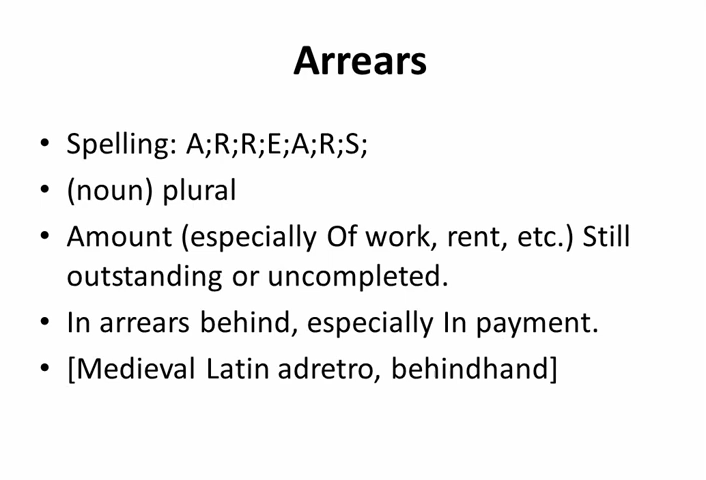 Arrears
• Spelling: A;R;R;E;A;R;S;
• (noun) plural
• Amount (especially Of work, rent, etc.) Still
outstanding or uncompleted.
• In arrears behind, especially In payment.
• [Medieval Latin adretro, behindhand]